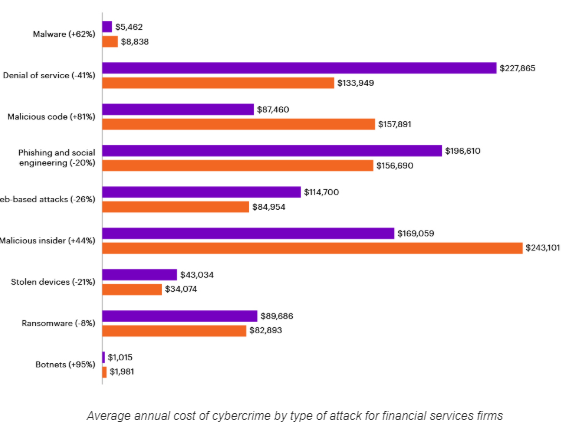 Malware (+62%)
$5,462
$8,838
Denial of service (-41%)
$227,865
$133,949
Malicious code (+81%)
$87,460
$157,891
Phishing and social
engineering (-20%)
$196,610
$156,690
eb-based attacks (-26%)
$114,700
$84,954
Malicious insider (+44%)
$169,059
$243,101
Stolen devices (-21%)
$43,034
$34,074
Ransomware (-8%)
$89,686
$82,893
Botnets (+95%)
$1,015
$1,981
Average annual cost of cybercrime by type of attack for financial services firms